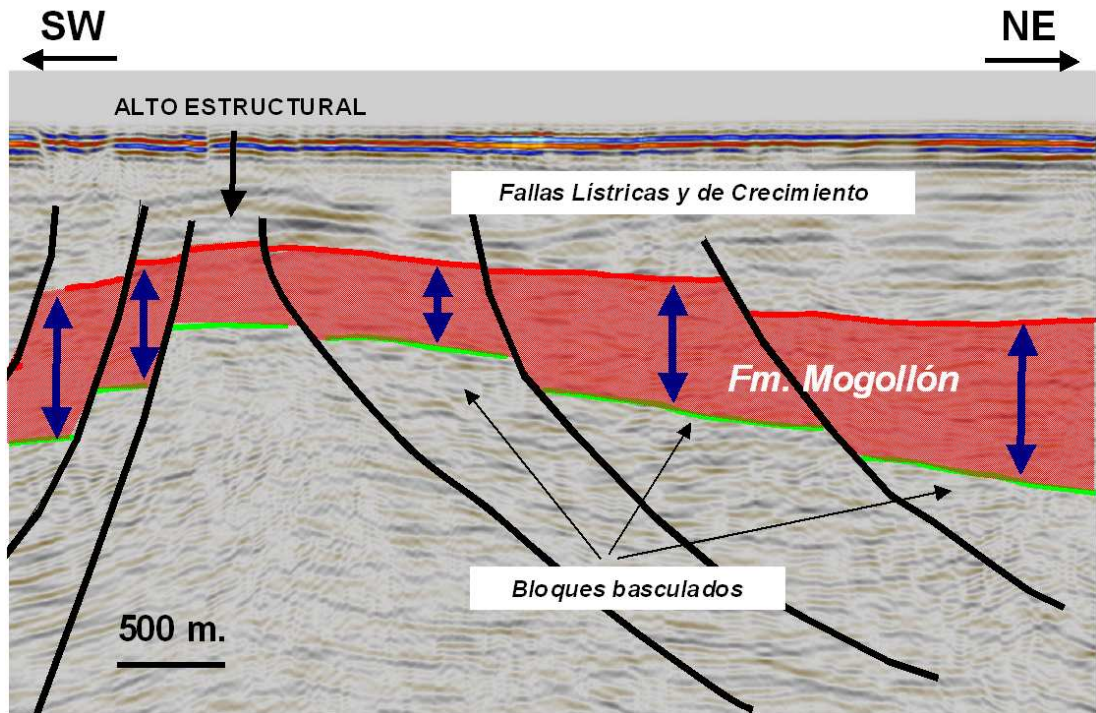 SW
NE
ALTO ESTRUCTURAL
Fallas Lístricas y de Crecimiento
Fm. Mogollón
Bloques basculados
500 m.